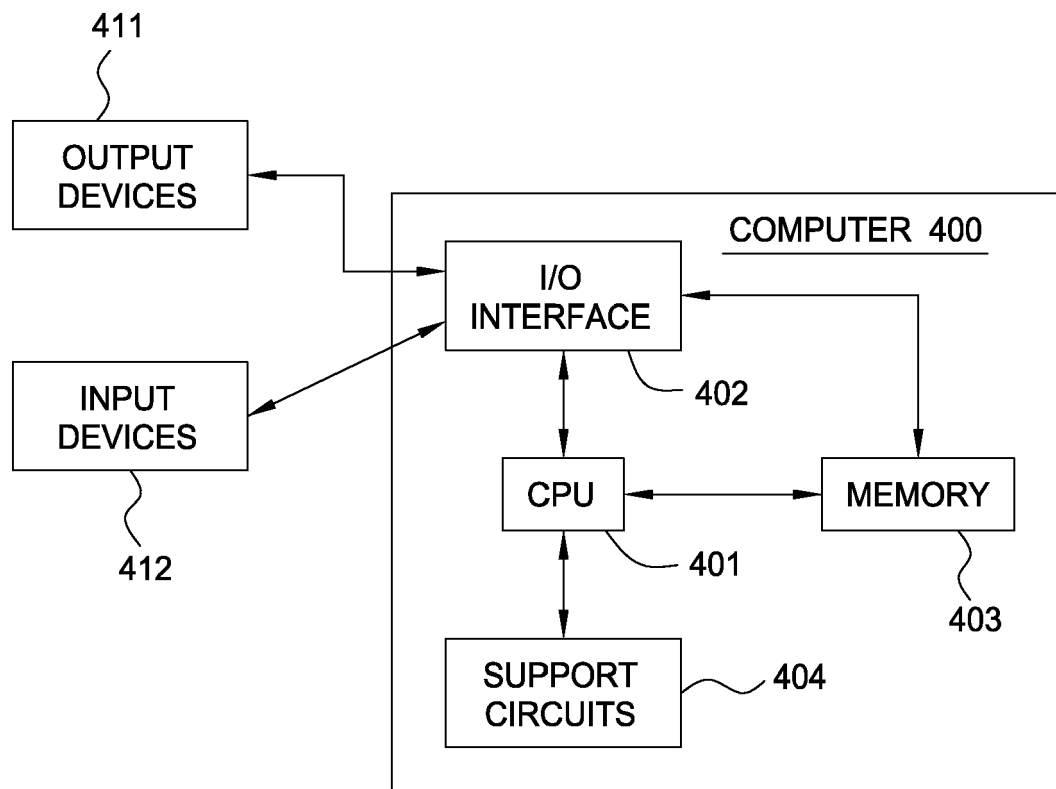 411
OUTPUT
DEVICES
COMPUTER 400
I/O
INTERFACE
402
INPUT
DEVICES
412
CPU
401
MEMORY
403
SUPPORT
CIRCUITS
404